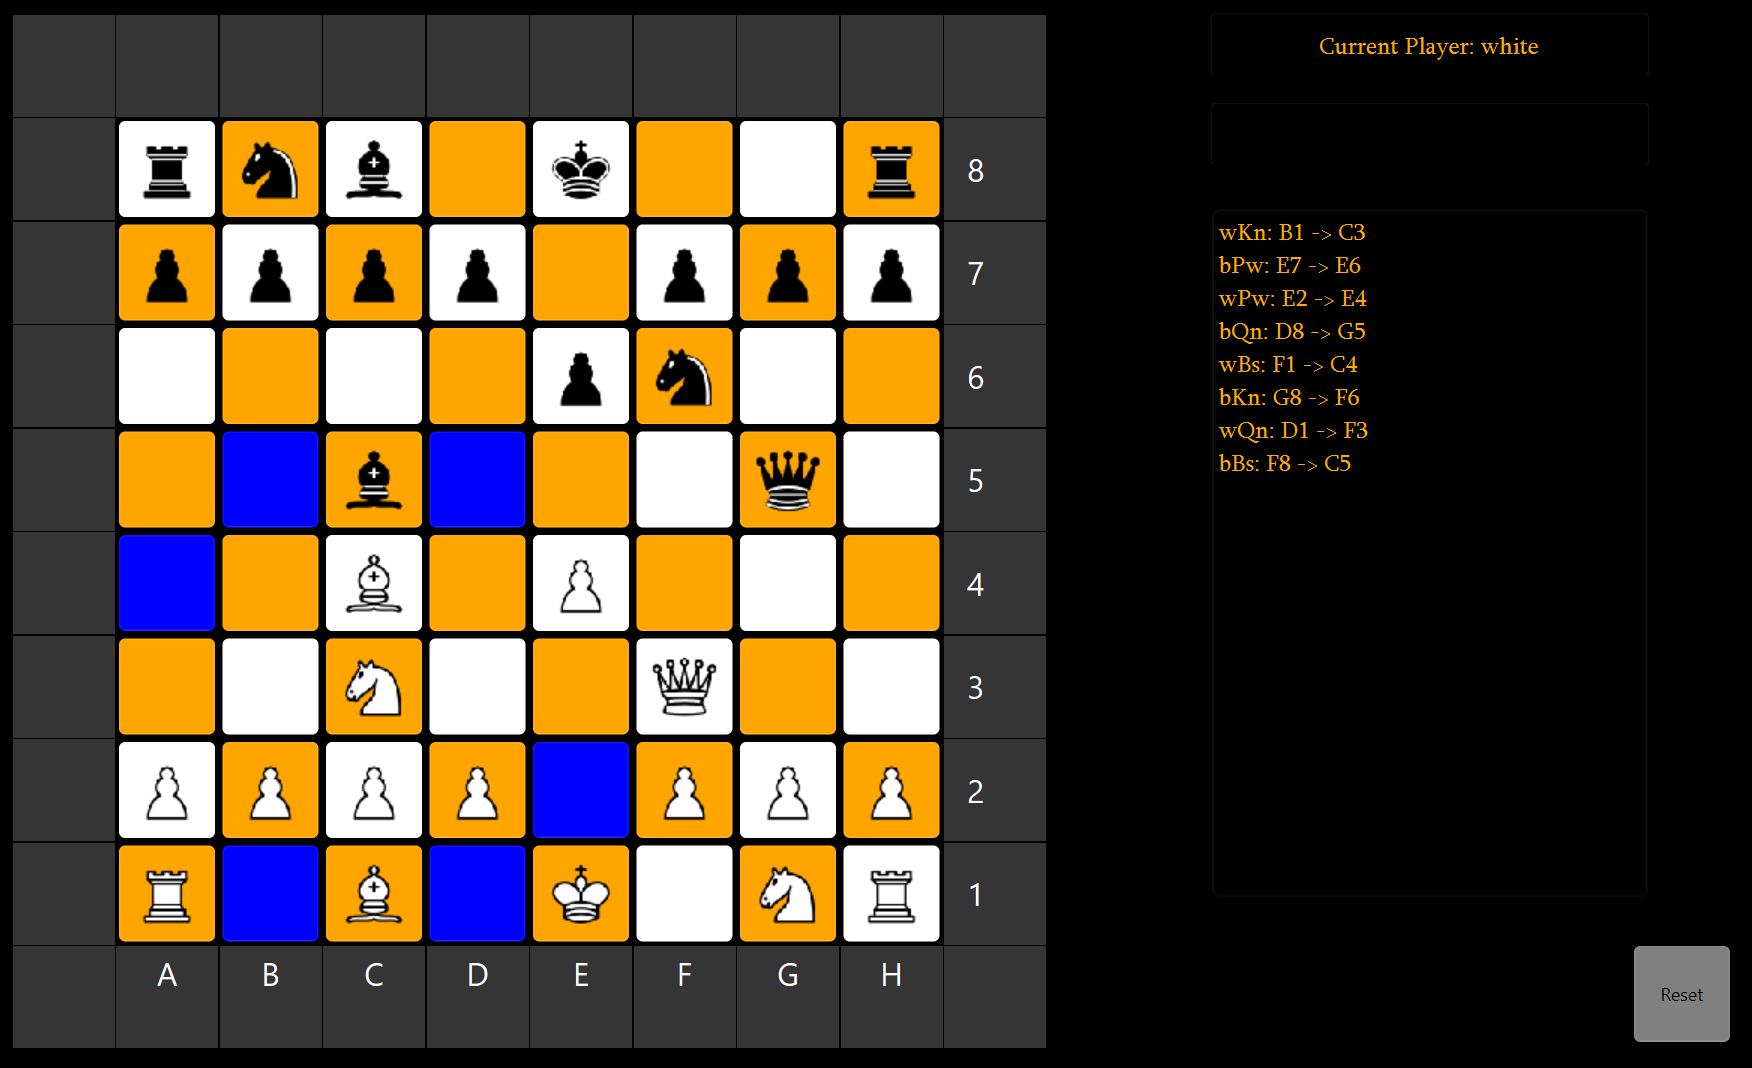 Current Player: white
8
7
6
5
4
3
2
1
A B C D E F G H
wKn: B1 -> C3
bPw: E7 -> E6
wPw: E2 -> E4
bQn: D8 -> G5
wBs: F1 -> C4
bKn: G8 -> F6
wQn: D1 -> F3
bBs: F8 -> C5
Reset